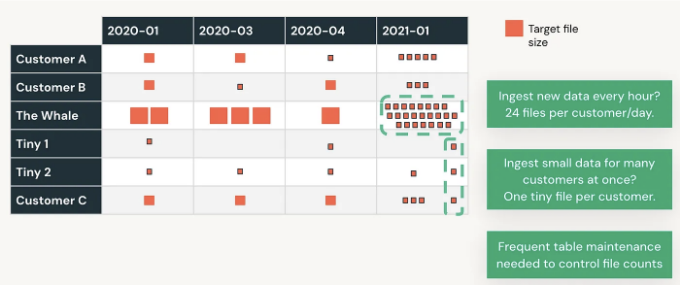 2020-01 2020-03 2020-04 2021-01
Target file
size
Customer A
Customer B
The Whale
Tiny 1
Tiny 2
Customer C
Ingest new data every hour?
24 files per customer/day.
Ingest small data for many
customers at once?
One tiny file per customer.
Frequent table maintenance
needed to control file counts